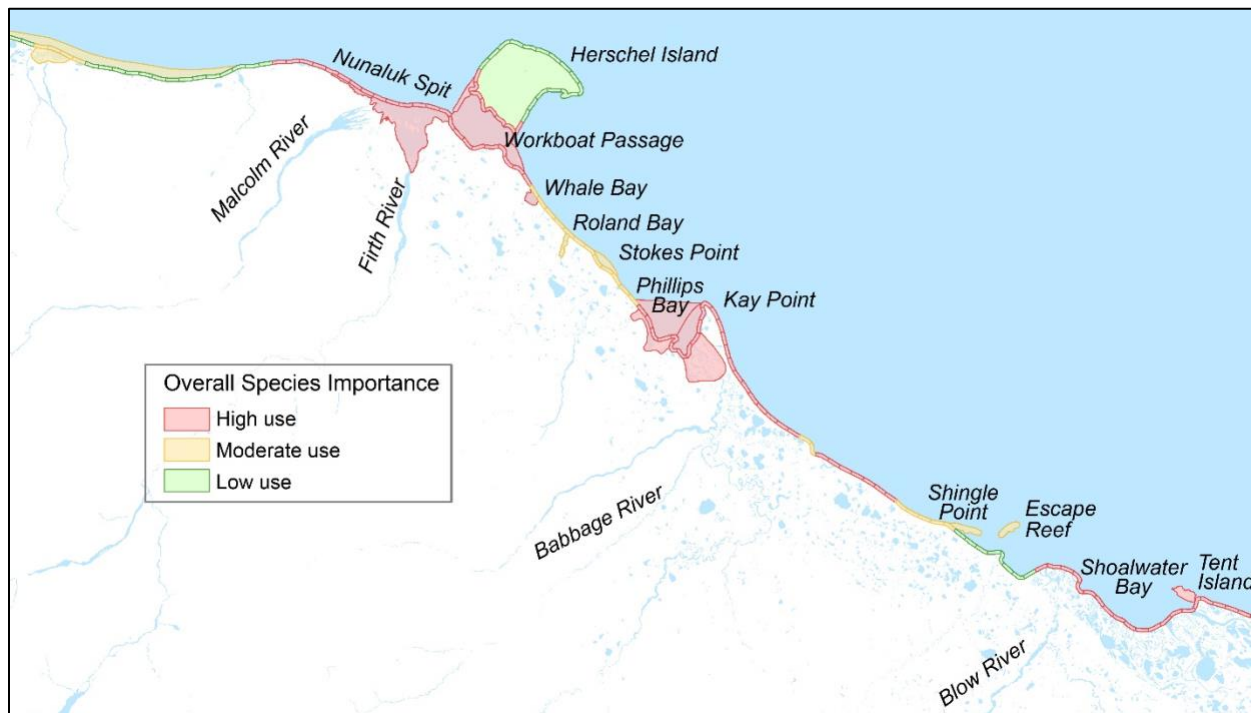 Herschel Island
Nunaluk Spit
Workboat Passage
Malcolm River
Firth River
Whale Bay
Roland Bay
Stokes Point
Phillips
Bay
Kay Point
Overall Species Importance
High use
Moderate use
Low use
Babbage River
Shingle
Point
Escape
Reef
Shoalwater
Bay
Tent
Island
Blow River